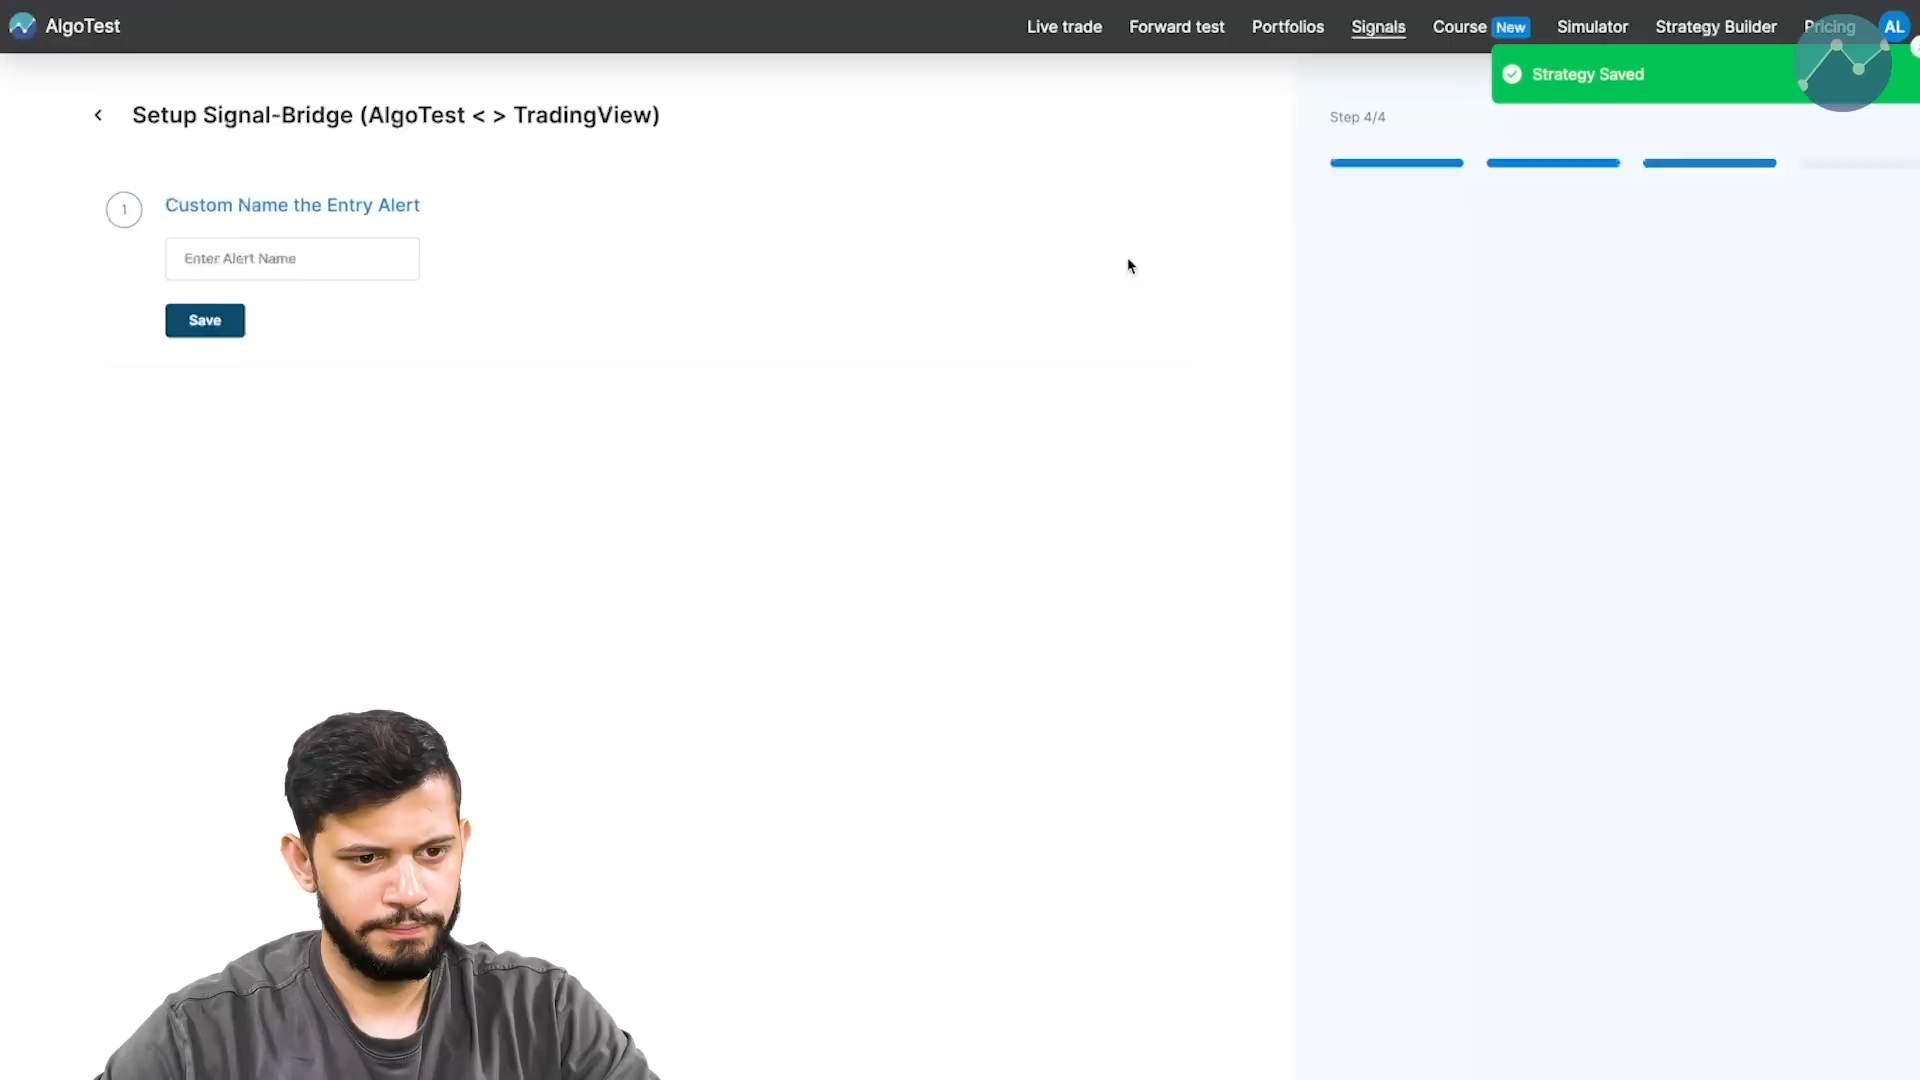 AlgoTest
Live trade
Forward test
Portfolios
Signals
Course New
Simulator
Strategy Builder
Pricing
AL
Strategy Saved
Setup Signal-Bridge (AlgoTest < > TradingView)
Step 4/4
1
Custom Name the Entry Alert
Enter Alert Name
Save